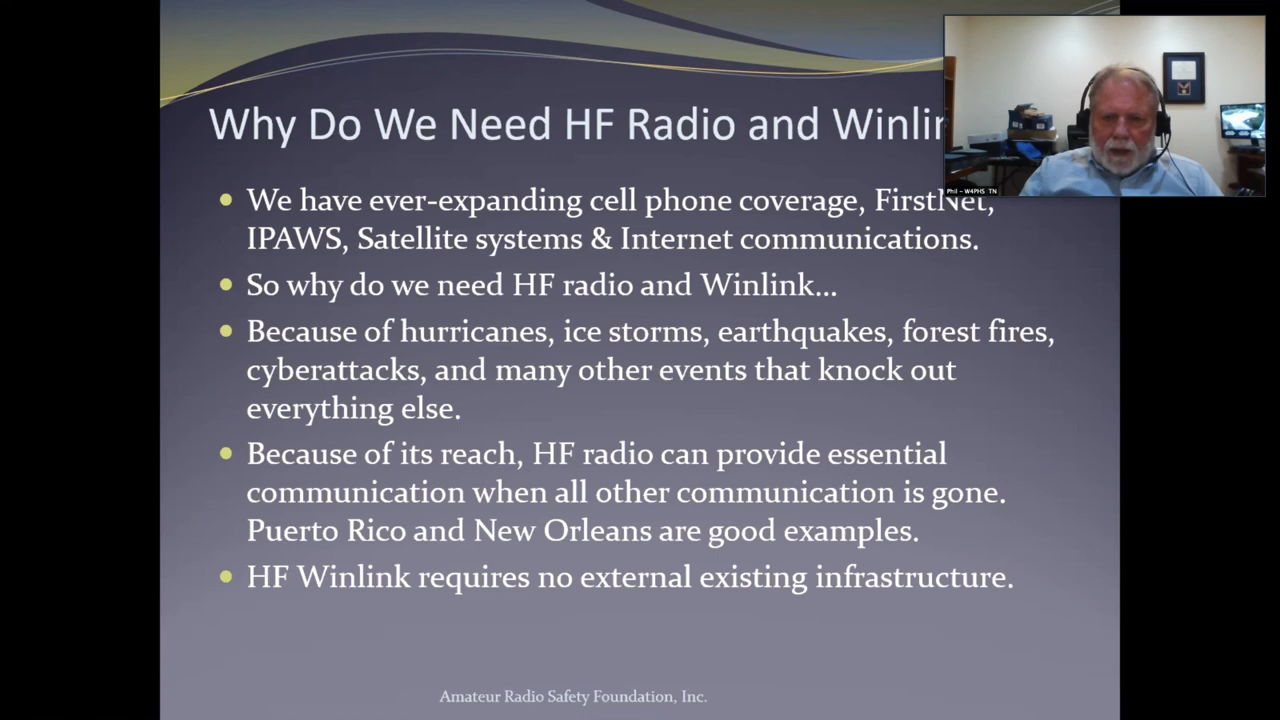 Why Do We Need HF Radio and Winlin
We have ever-expanding cell phone coverage, FirstNet,
IPAWS, Satellite systems & Internet communications.
So why do we need HF radio and Winlink…
Because of hurricanes, ice storms, earthquakes, forest fires,
cyberattacks, and many other events that knock out
everything else.
Because of its reach, HF radio can provide essential
communication when all other communication is gone.
Puerto Rico and New Orleans are good examples.
HF Winlink requires no external existing infrastructure.
Amateur Radio Safety Foundation, Inc.
Phil - W4PHS TN